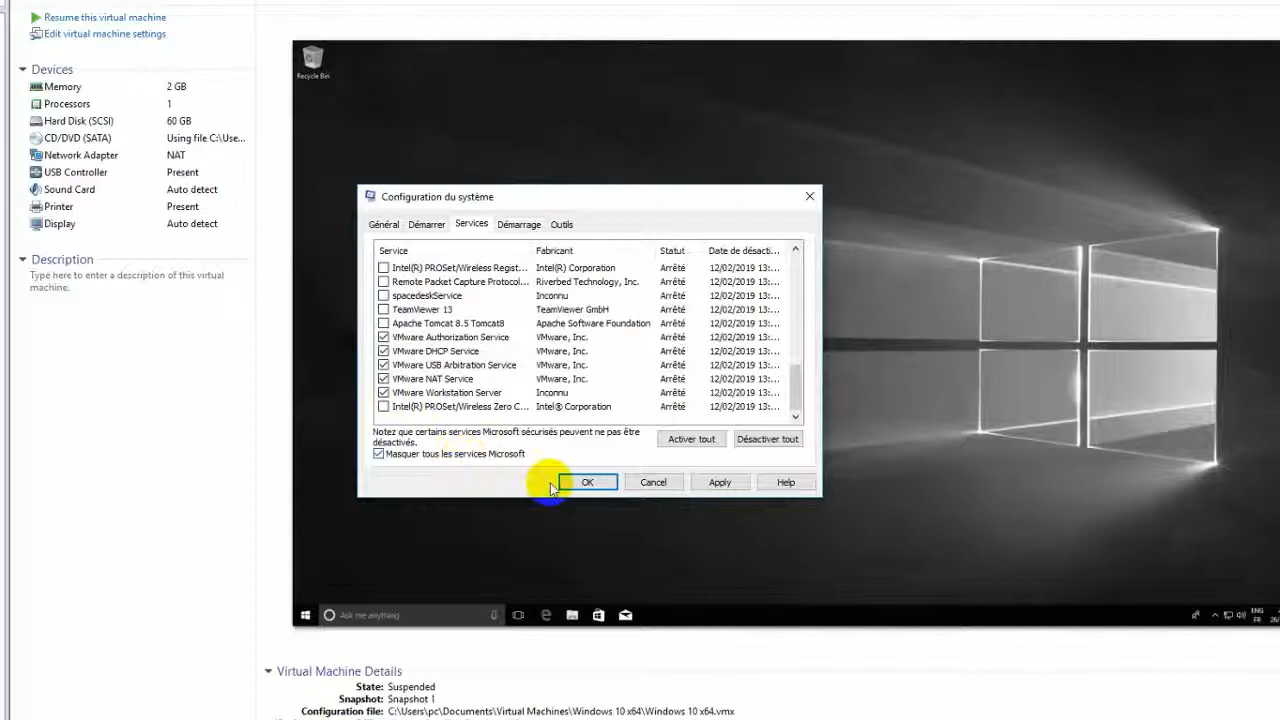 Resume this virtual machine
Edit virtual machine settings
Devices
Memory 2 GB
Processors 1
Hard Disk (SCSI) 60 GB
CD/DVD (SATA) Using file C:\Use...
Network Adapter NAT
USB Controller Present
Sound Card Auto detect
Printer Present
Display Auto detect
Description
Type here to enter a description of this virtual
machine.
Recycle Bin
Configuration du système
Général Démarrer Services Démarrage Outils
Service Fabricant Statut Date de désacti...
Intel(R) PROSet/Wireless Regist... Intel(R) Corporation Arrêté 12/02/2019 13:...
Remote Packet Capture Protocol... Riverbed Technology, Inc. Arrêté 12/02/2019 13:...
spacedeskService Inconnu Arrêté 12/02/2019 13:...
TeamViewer 13 TeamViewer GmbH Arrêté 12/02/2019 13:...
Apache Tomcat 8.5 Tomcat8 Apache Software Foundation Arrêté 12/02/2019 13:...
VMware Authorization Service VMware, Inc. Arrêté 12/02/2019 13:...
VMware DHCP Service VMware, Inc. Arrêté 12/02/2019 13:...
VMware USB Arbitration Service VMware, Inc. Arrêté 12/02/2019 13:...
VMware NAT Service VMware, Inc. Arrêté 12/02/2019 13:...
VMware Workstation Server Inconnu Arrêté 12/02/2019 13:...
Intel(R) PROSet/Wireless Zero C... Intel® Corporation Arrêté 12/02/2019 13:...
Notez que certains services Microsoft sécurisés peuvent ne pas être
désactivés.
Activer tout Désactiver tout
Masquer tous les services Microsoft
OK Cancel Apply Help
Ask me anything
ENG
FR
Virtual Machine Details
State: Suspended
Snapshot: Snapshot 1
Configuration file: C:\Users\pc\Documents\Virtual Machines\Windows 10 x64\Windows 10 x64.vmx